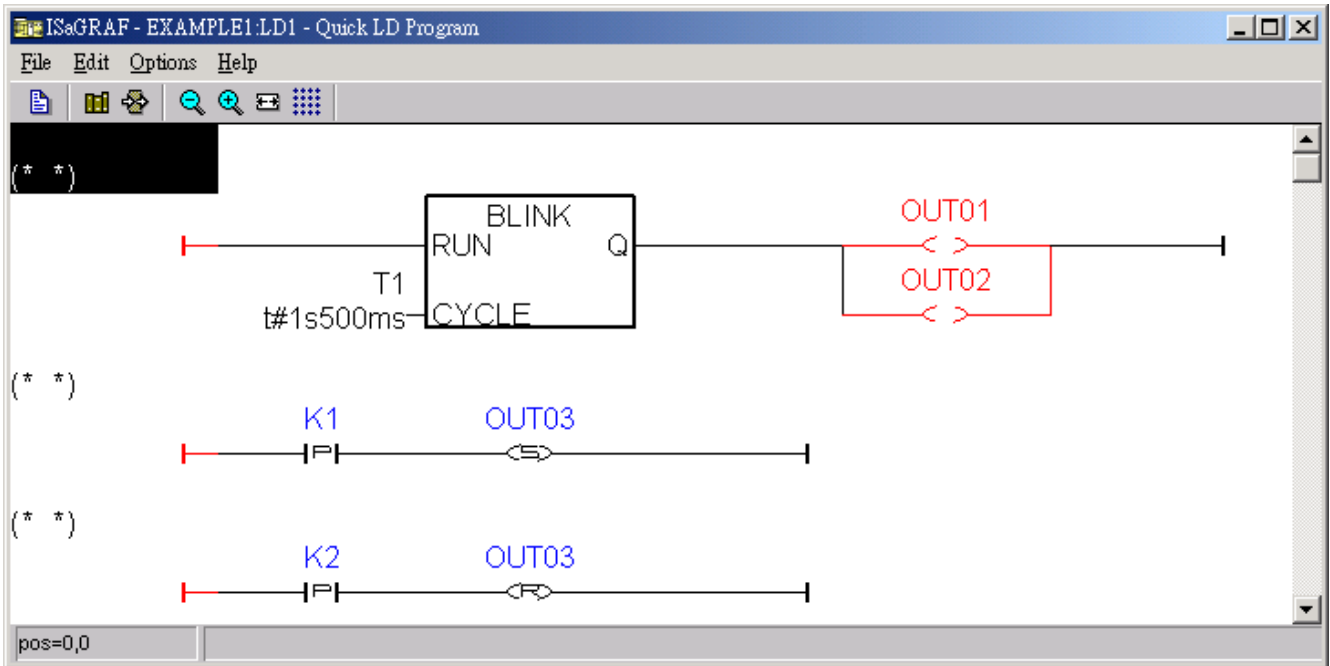 ISaGRAF - EXAMPLE1:LD1 - Quick LD Program
File Edit Options Help
(* *)
BLINK
RUN Q
T1
t#1s500ms
CYCLE
OUT01
OUT02
(* *)
K1 OUT03
P S
(* *)
K2 OUT03
P R
pos=0,0